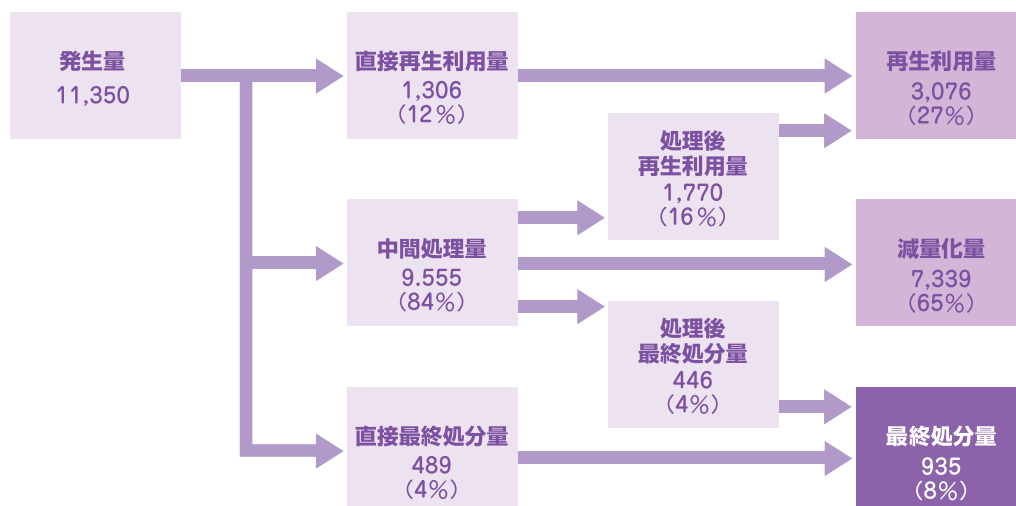 発生量
11,350
直接再生利用量
1,306
（12％）
再生利用量
3,076
（27％）
処理後
再生利用量
1,770
（16％）
中間処理量
9.555
（84％）
減量化量
7,339
（65％）
処理後
最終処分量
446
（4％）
直接最終処分量
489
（4％）
最終処分量
935
（8％）